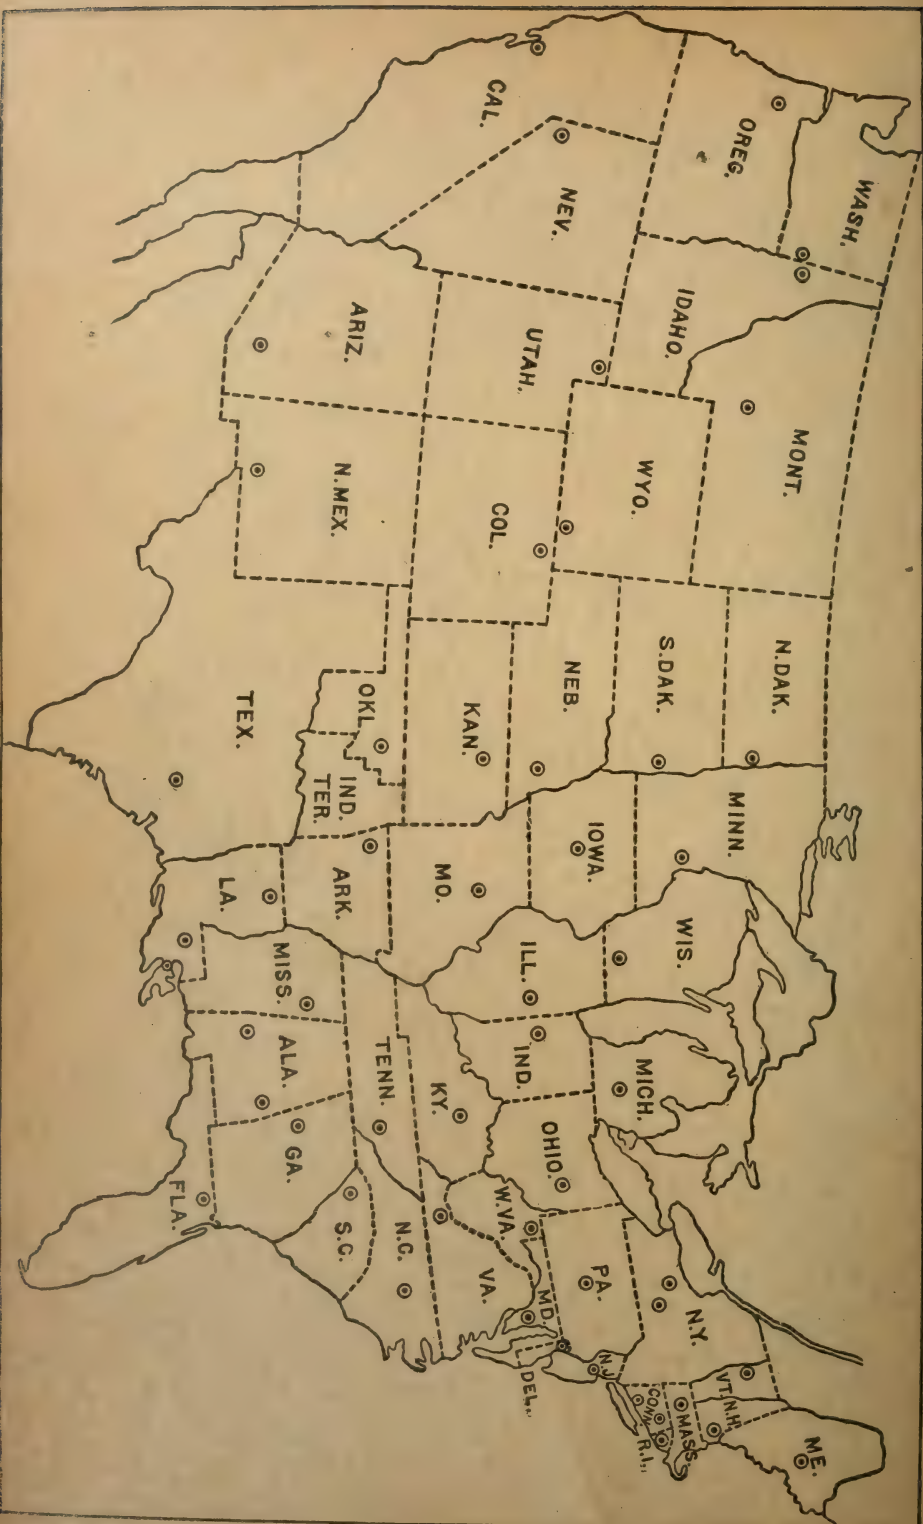 WASH.
OREG.
CAL.
NEV.
IDAHO.
MONT.
WYO.
UTAH.
ARIZ.
COL.
N.MEX.
N.DAK.
S.DAK.
NEB.
KAN.
OKL.
IND.
TER.
TEX.
MINN.
IOWA.
MO.
ARK.
LA.
WIS.
ILL.
MICH.
IND.
OHIO.
KY.
TENN.
MISS.
ALA.
GA.
FLA.
S.C.
N.C.
VA.
W.VA.
MD.
DEL.
PA.
N.J.
N.Y.
VT.
N.H.
ME.
MASS.
CONN.
R.I.